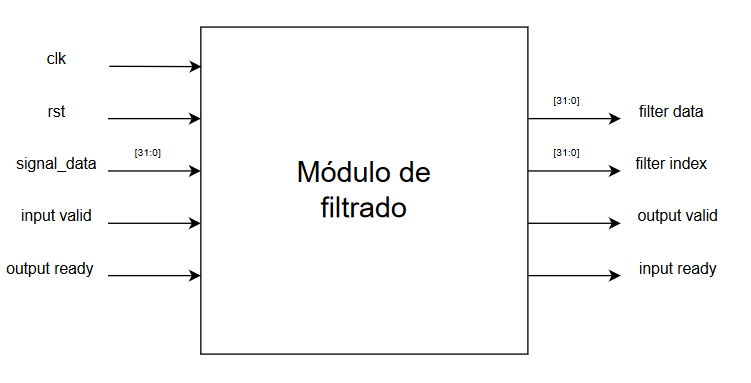 clk
rst
signal_data
[31:0]
input valid
output ready
Módulo de
filtrado
[31:0]
filter data
[31:0]
filter index
output valid
input ready